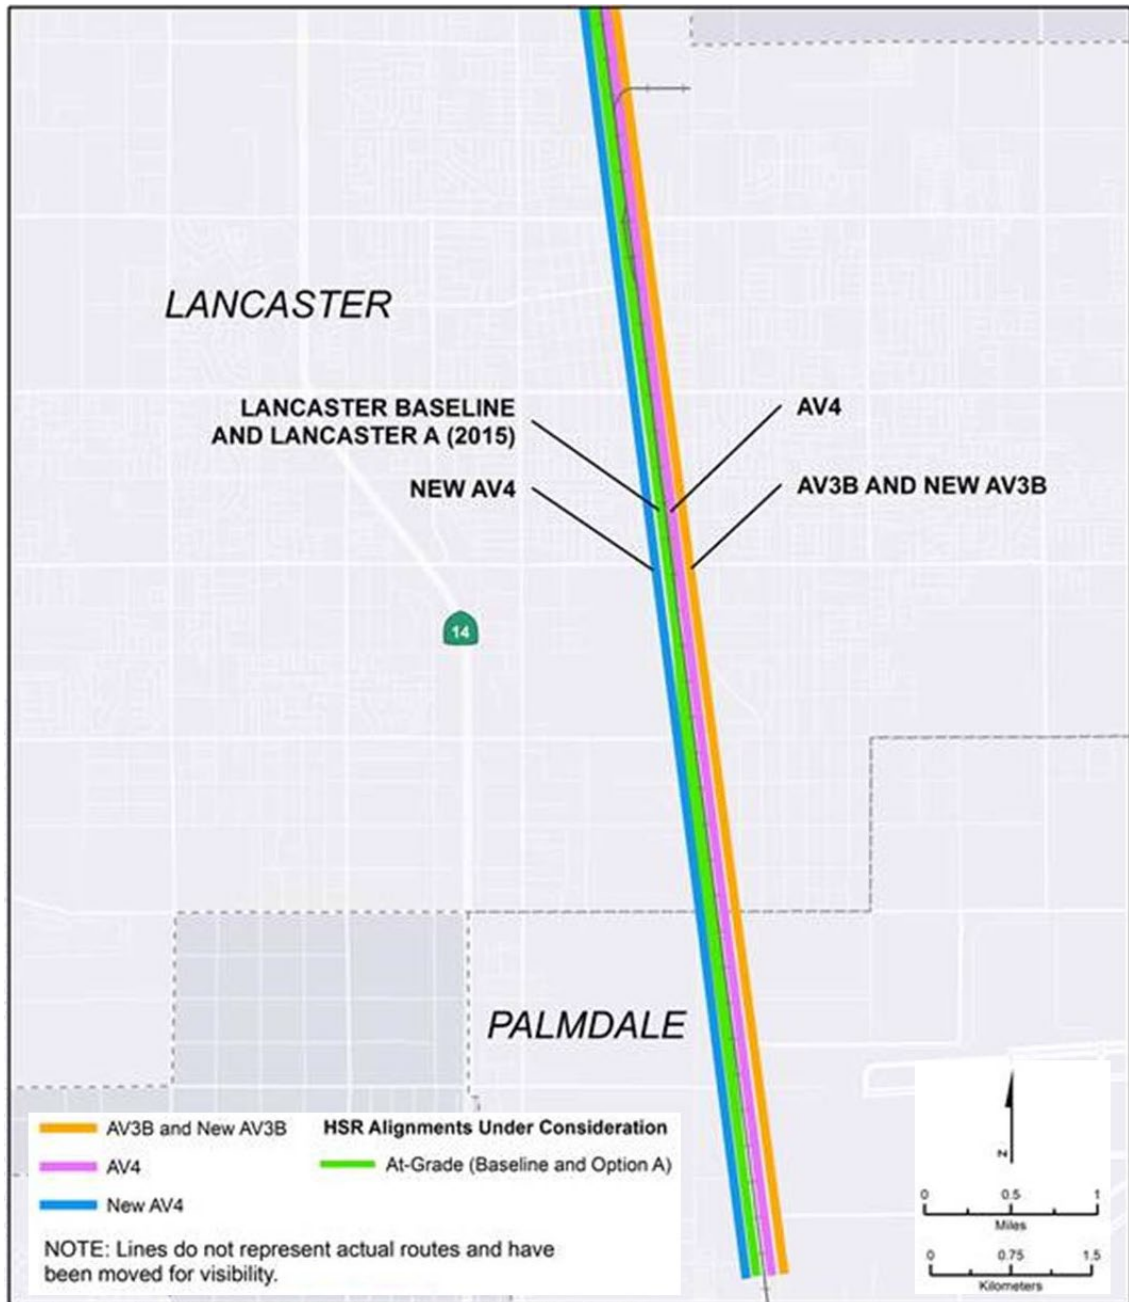 LANCASTER
LANCASTER BASELINE
AND LANCASTER A (2015)
AV4
NEW AV4
AV3B AND NEW AV3B
14
PALMDALE
AV3B and New AV3B
AV4
New AV4
HSR Alignments Under Consideration
At-Grade (Baseline and Option A)
NOTE: Lines do not represent actual routes and have
been moved for visibility.
N
0 0.5 1
Miles
0 0.75 1.5
Kilometers